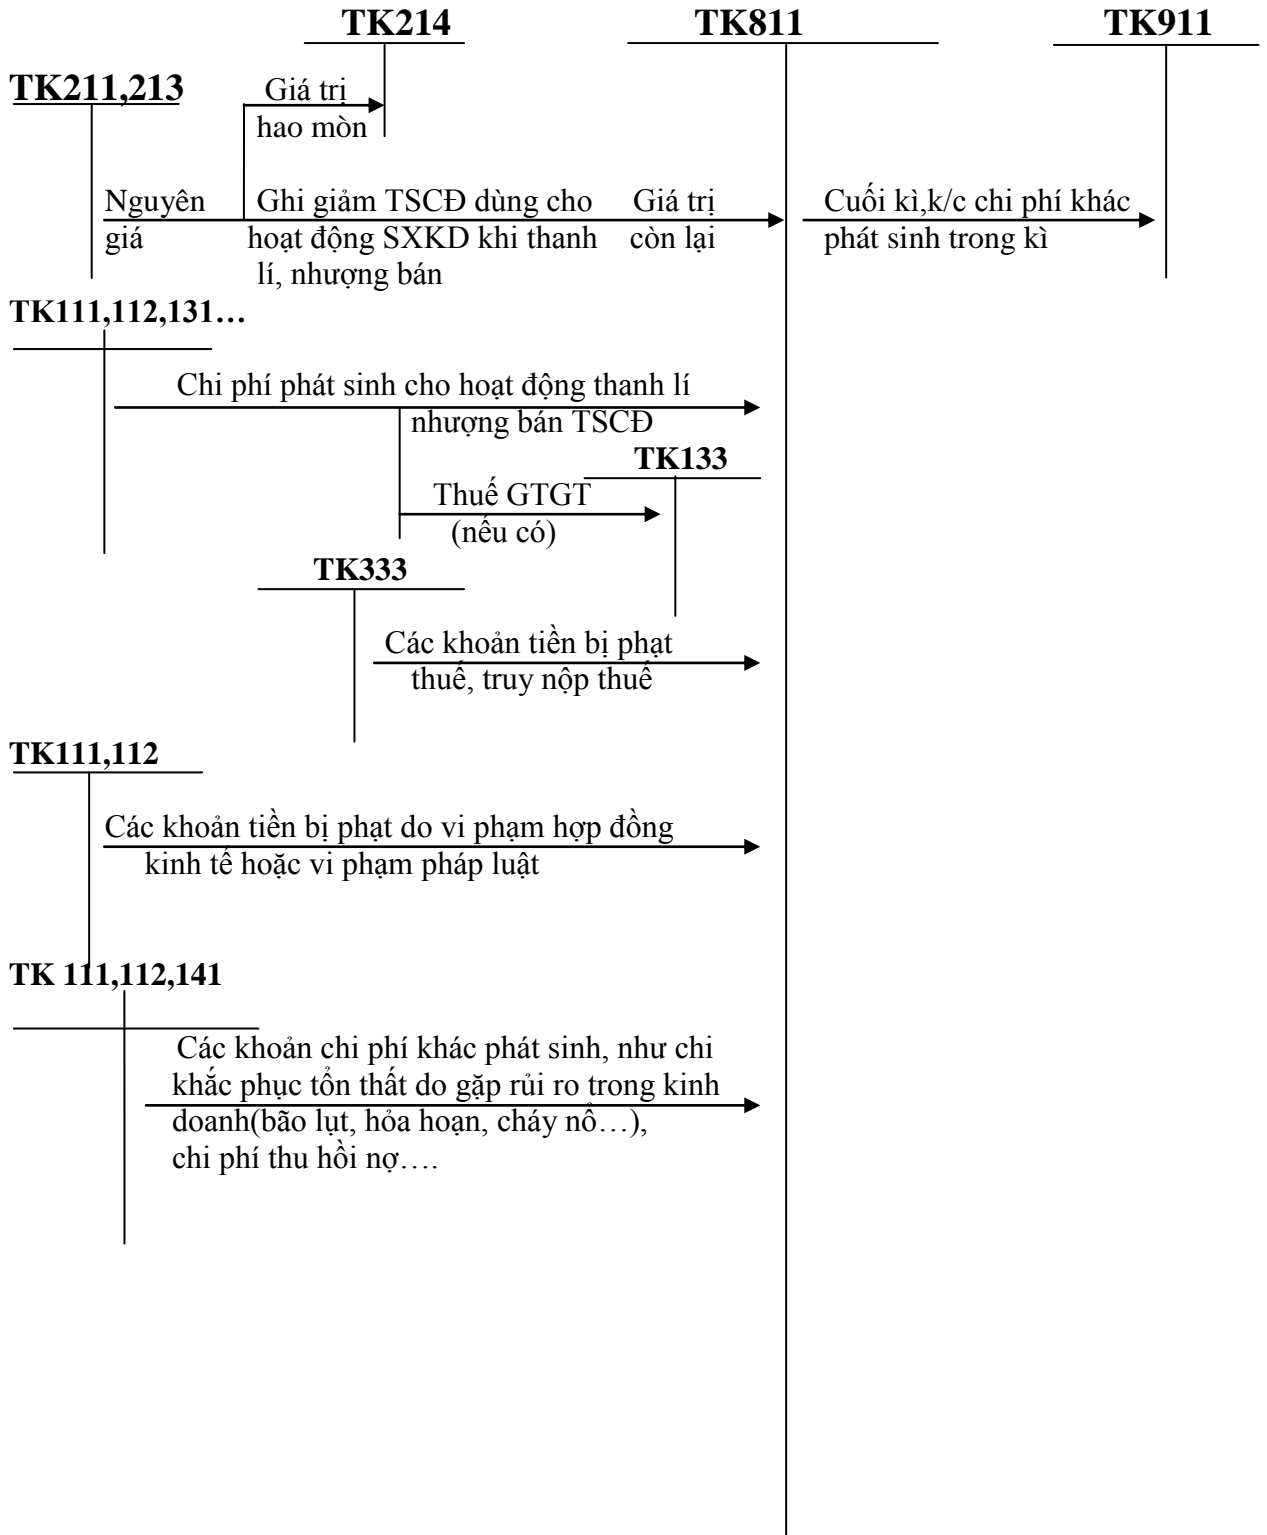 TK214 TK811 TK911
TK211,213
Giá trị
hao mòn
Nguyên Ghi giảm TSCĐ dùng cho Giá trị Cuối kì,k/c chi phí khác
giá hoạt động SXKD khi thanh còn lại phát sinh trong kì
lí, nhượng bán
TK111,112,131…
Chi phí phát sinh cho hoạt động thanh lí
nhượng bán TSCĐ
TK133
Thuế GTGT
(nếu có)
TK333
Các khoản tiền bị phạt
thuế, truy nộp thuế
TK111,112
Các khoản tiền bị phạt do vi phạm hợp đồng
kinh tế hoặc vi phạm pháp luật
TK 111,112,141
Các khoản chi phí khác phát sinh, như chi
khắc phục tổn thất do gặp rủi ro trong kinh
doanh(bão lụt, hỏa hoạn, cháy nổ…),
chi phí thu hồi nợ….